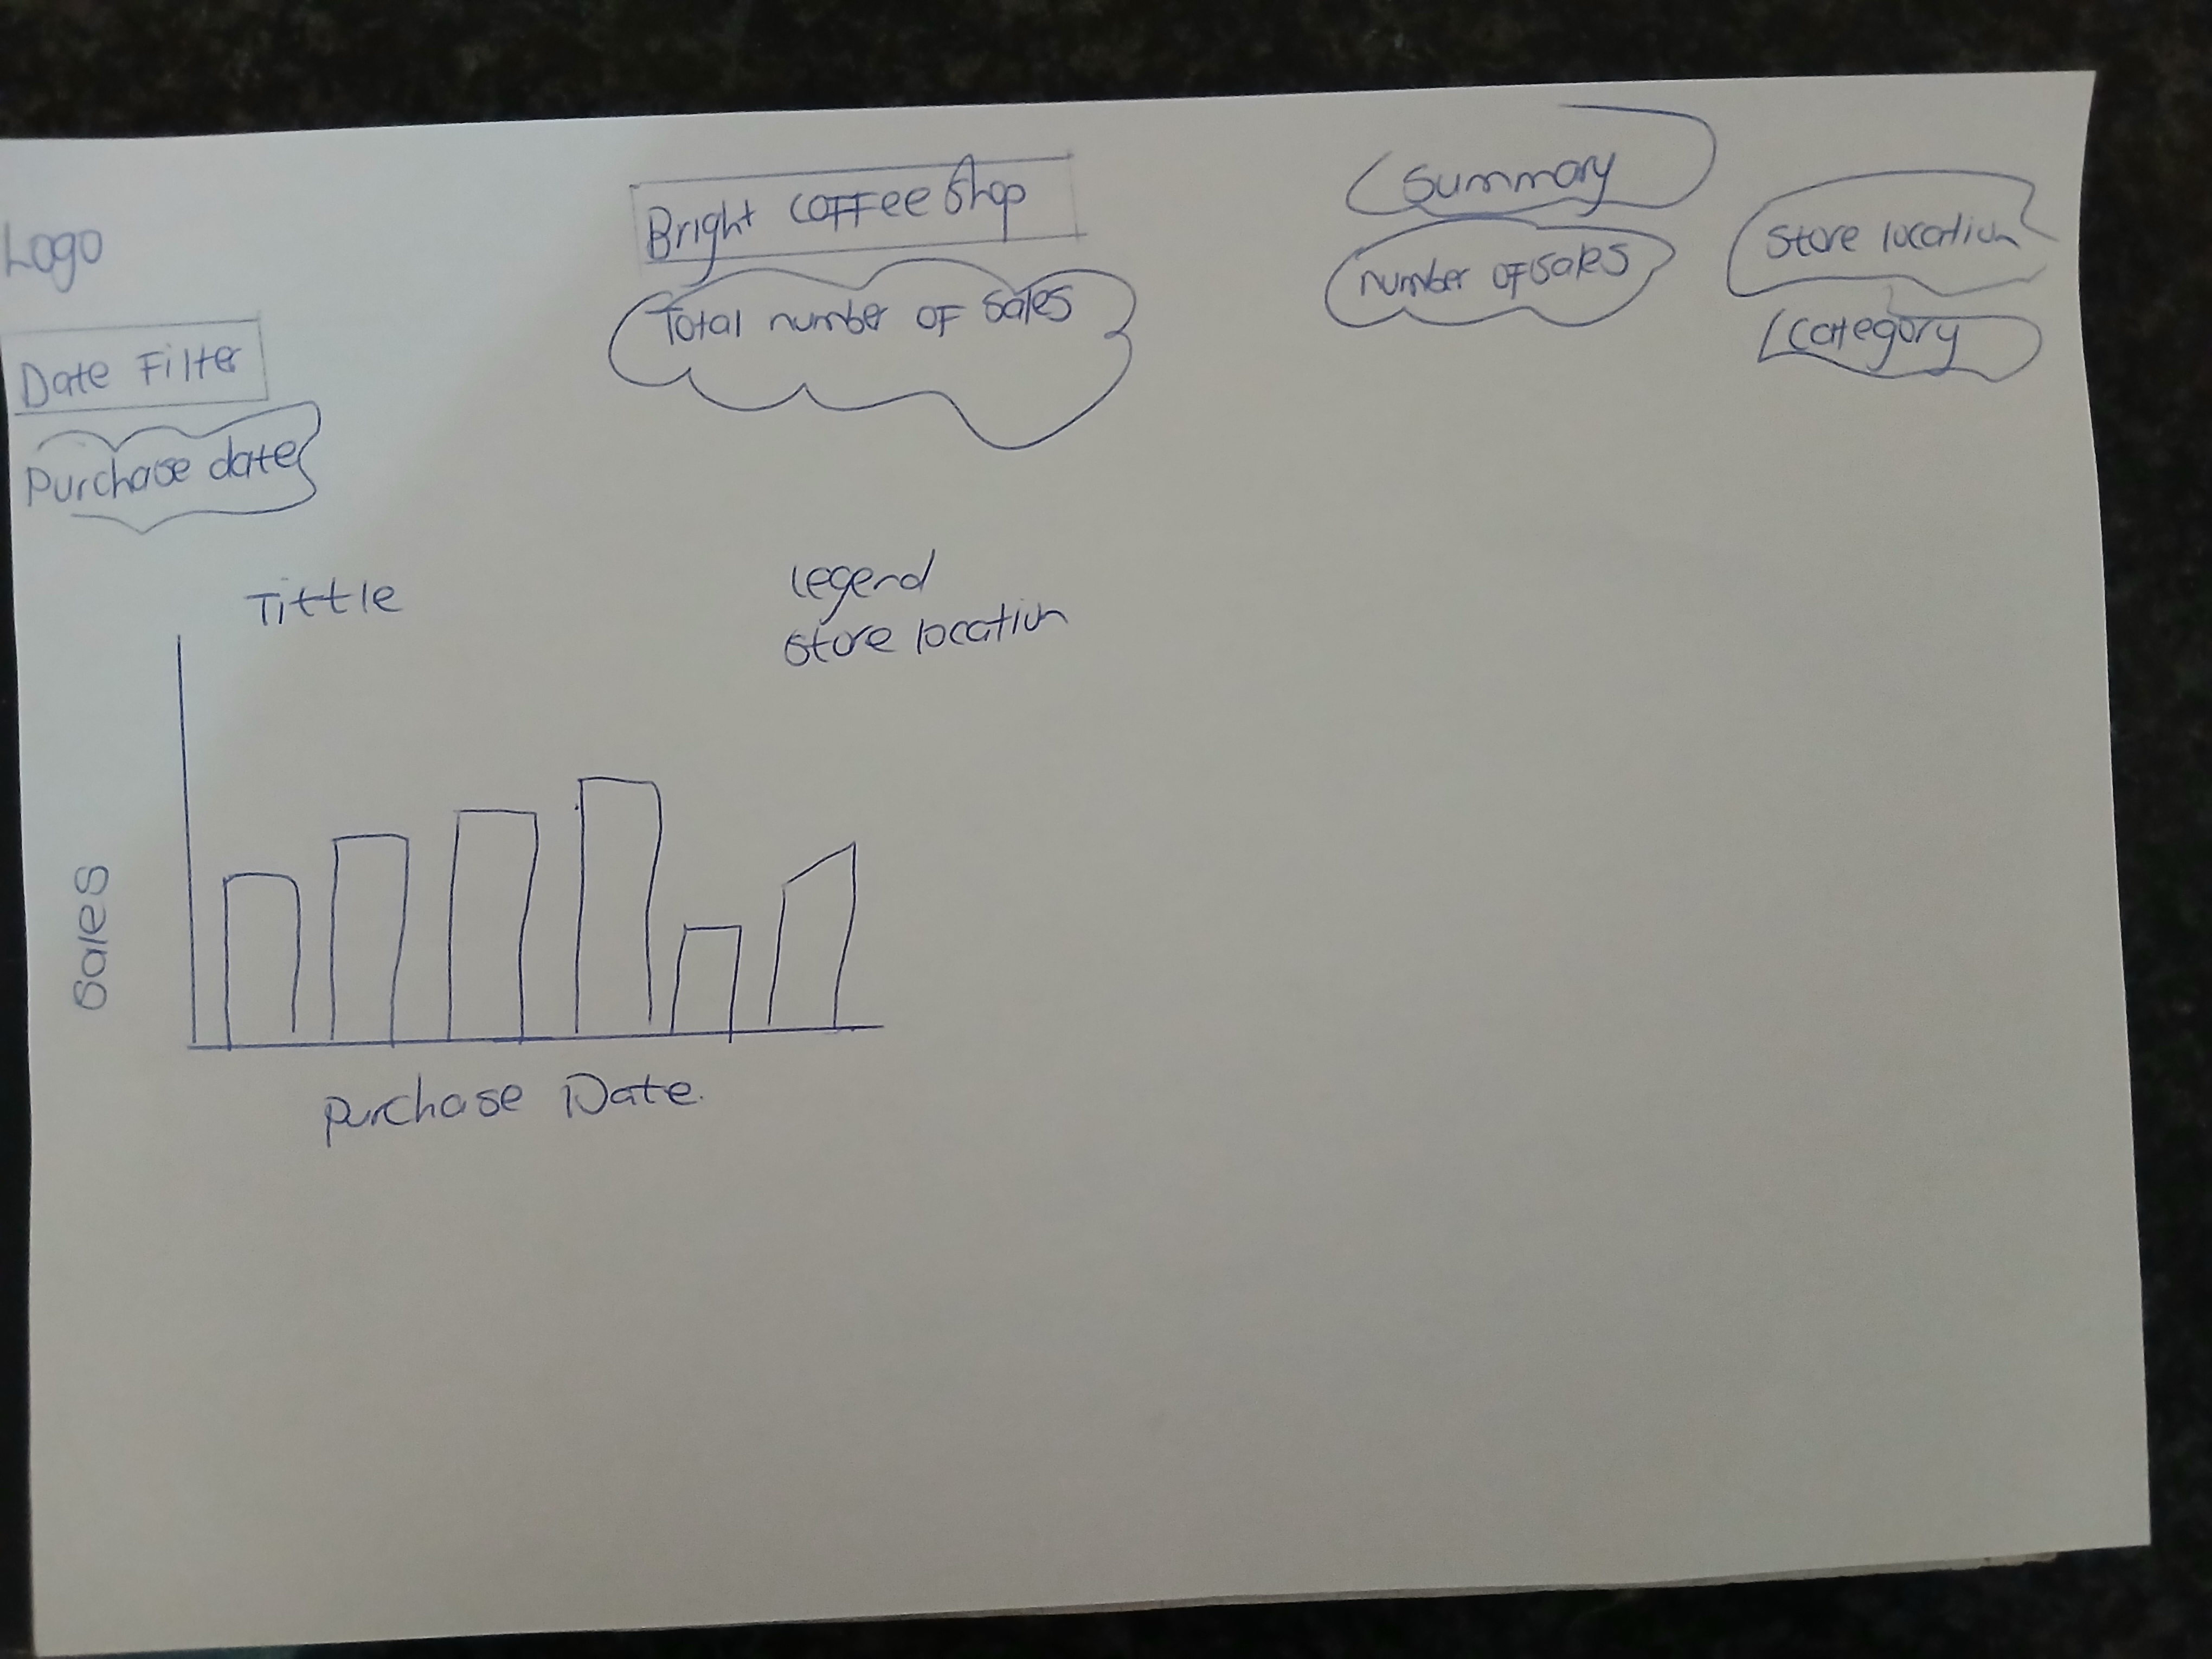 Logo
Bright coffee Shop
Summary
Store location
Total number of Sales
number of sales
Category
Date Filter
Purchase date
Tittle
Legend
Store location
Sales
Purchase Date.